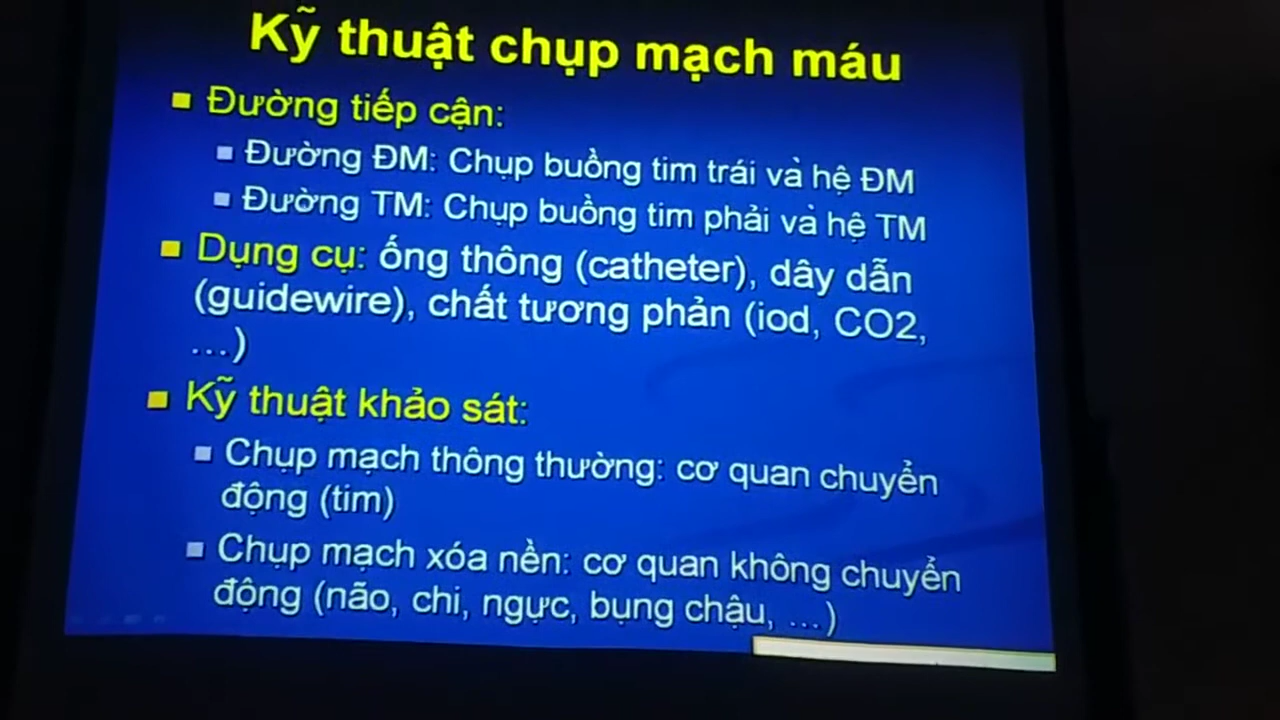 Kỹ thuật chụp mạch máu
Đường tiếp cận:
Đường ĐM: Chụp buồng tim trái và hệ ĐM
Đường TM: Chụp buồng tim phải và hệ TM
Dụng cụ: ống thông (catheter), dây dẫn
(guidewire), chất tương phản (iod, CO2,
...)
Kỹ thuật khảo sát:
Chụp mạch thông thường: cơ quan chuyển
động (tim)
Chụp mạch xóa nền: cơ quan không chuyển
động (não, chi, ngực, bụng chậu, ...)